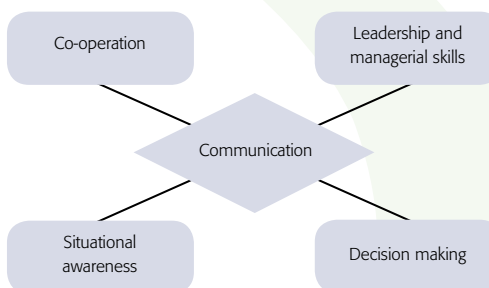 Co-operation
Leadership and
managerial skills
Communication
Situational
awareness
Decision making